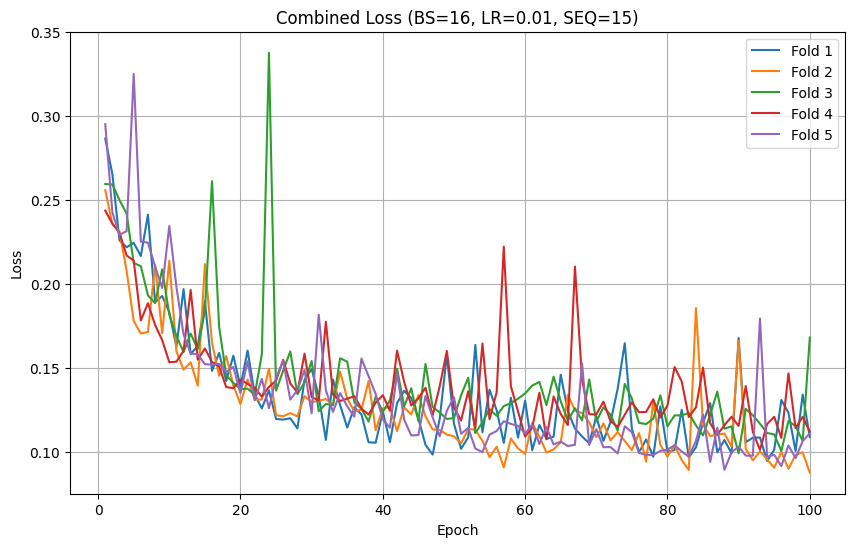 Combined Loss (BS=16, LR=0.01, SEQ=15)
0.35
0.30
0.25
0.20
0.15
0.10
Loss
0
20
40
60
80
100
Epoch
Fold 1
Fold 2
Fold 3
Fold 4
Fold 5